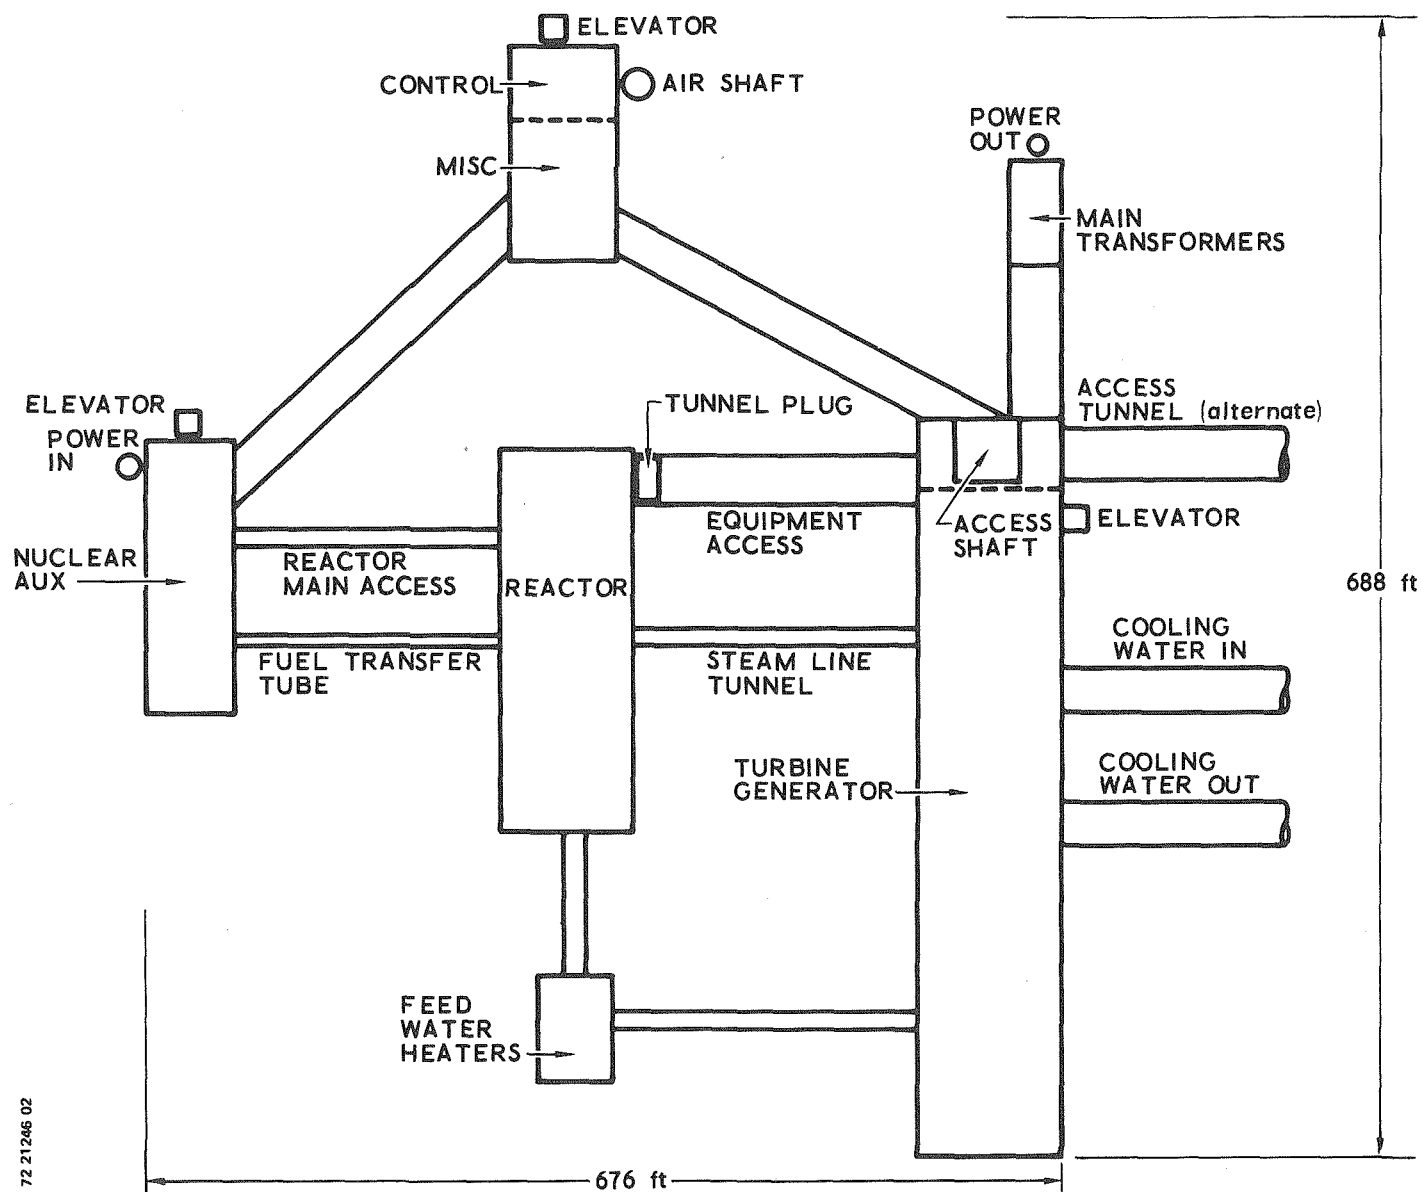 ELEVATOR
CONTROL
AIR SHAFT
MISC
POWER
OUT
MAIN
TRANSFORMERS
ACCESS
TUNNEL (alternate)
ELEVATOR
POWER
IN
TUNNEL PLUG
NUCLEAR
AUX
REACTOR
MAIN ACCESS
REACTOR
EQUIPMENT
ACCESS
ACCESS
SHAFT
ELEVATOR
688 ft
FUEL TRANSFER
TUBE
STEAM LINE
TUNNEL
COOLING
WATER IN
TURBINE
GENERATOR
COOLING
WATER OUT
FEED
WATER
HEATERS
676 ft
72 21246 02